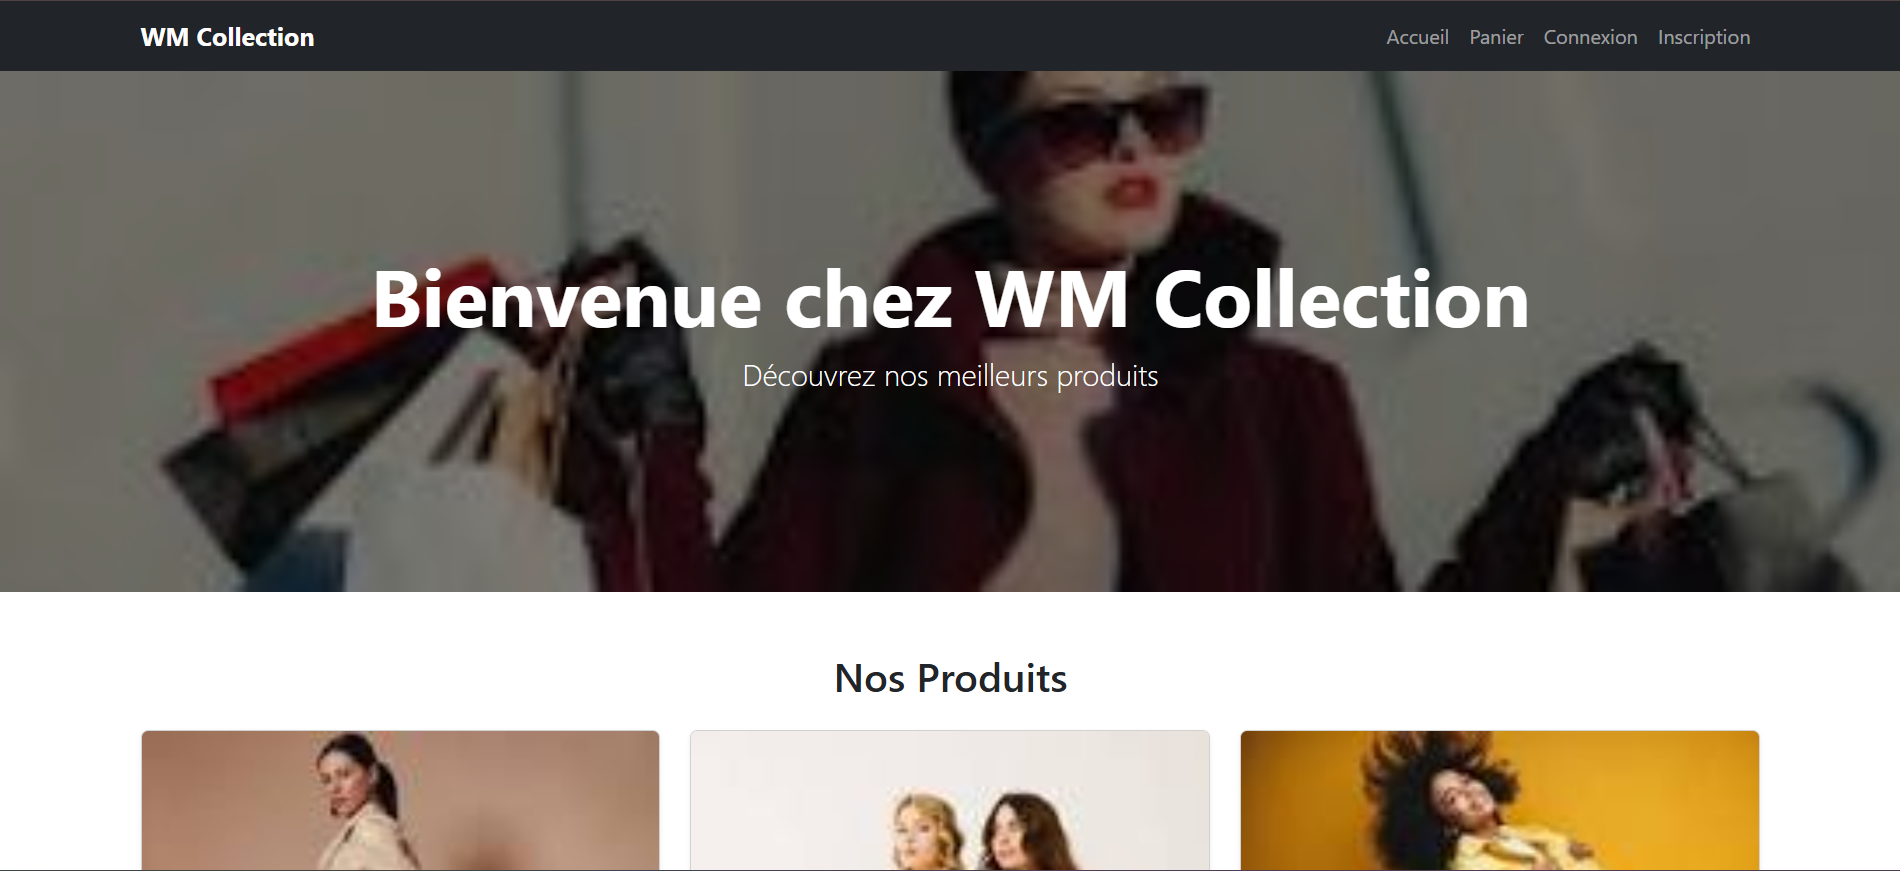 WM Collection
Accueil Panier Connexion Inscription
Bienvenue chez WM Collection
Découvrez nos meilleurs produits
Nos Produits